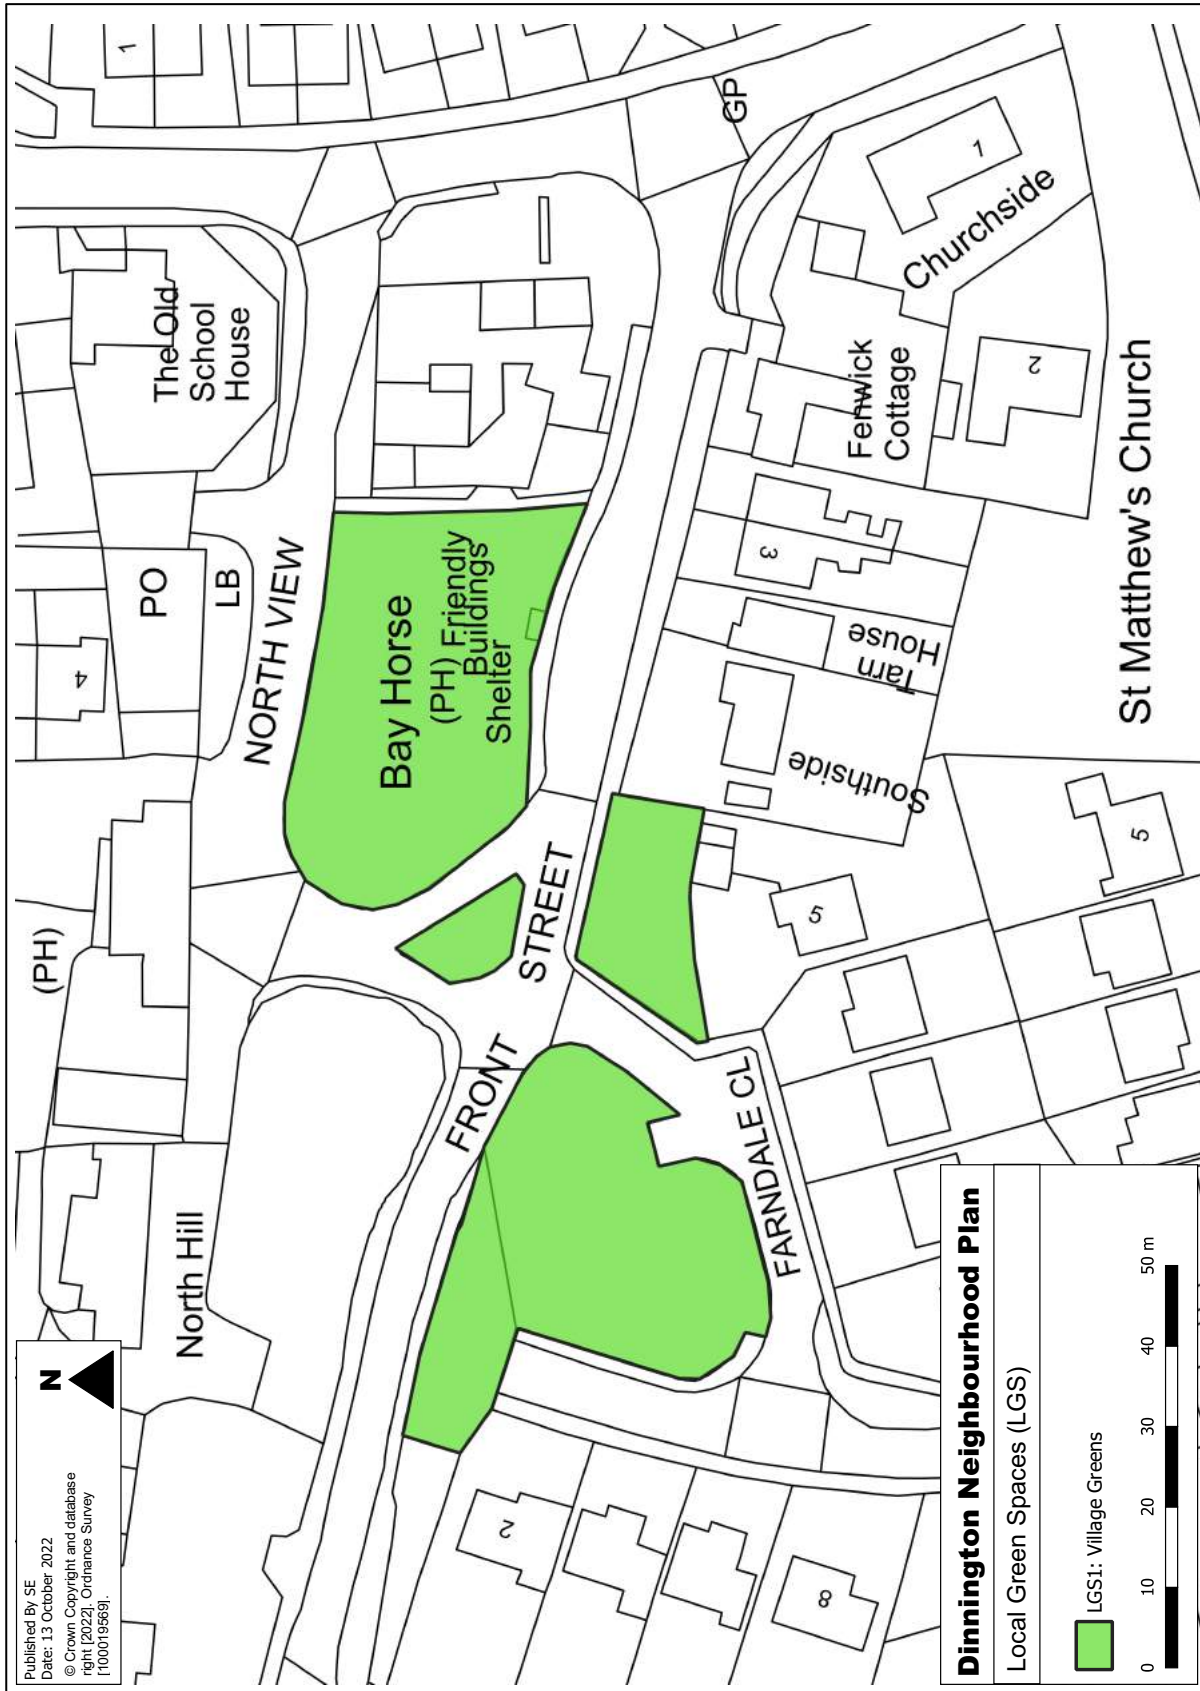 Published By SE
Date: 13 October 2022
© Crown Copyright and database
right [2022]. Ordnance Survey
[100019569].
N
North Hill
(PH)
4
PO
LB
NORTH VIEW
The Old
School
House
1
Bay Horse
(PH) Friendly
Buildings
Shelter
FRONT
STREET
GP
Churchside
1
2
Fenwick
Cottage
3
Tarn
House
Southside
St Matthew's Church
5
5
FARNDALE CL
2
8
Dinnington Neighbourhood Plan
Local Green Spaces (LGS)
LGS1: Village Greens
0 10 20 30 40 50 m